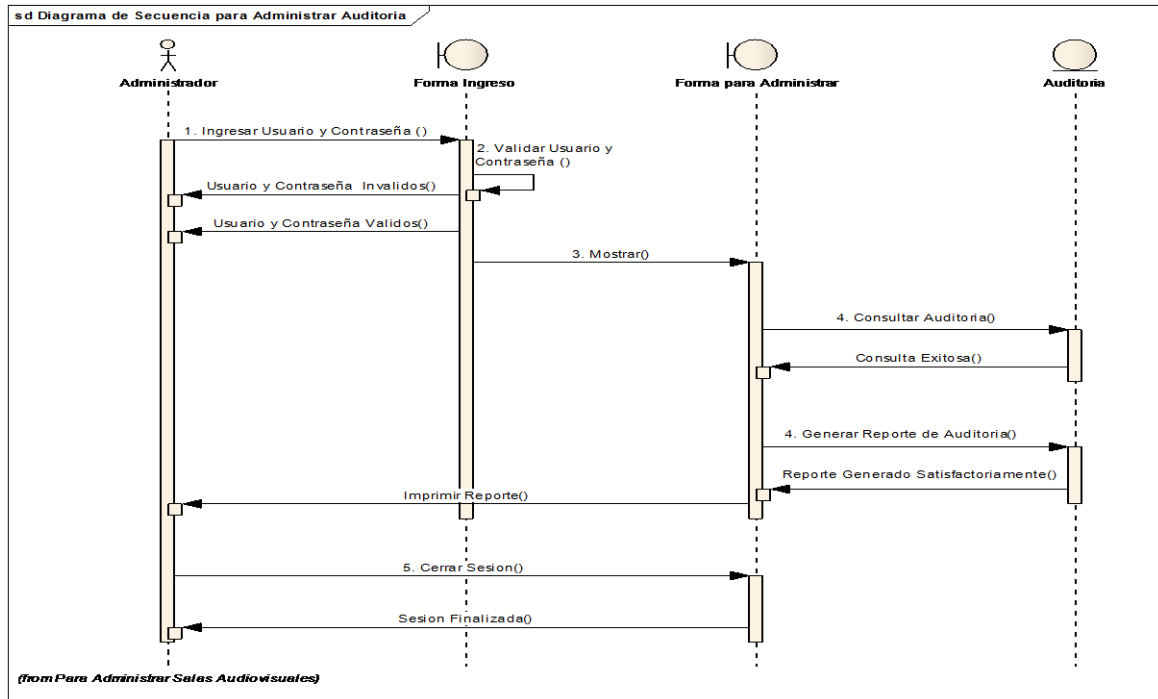 sd Diagrama de Secuencia para Administrar Auditoria
Administrador
Forma Ingreso
Forma para Administrar
Auditoria
1. Ingresar Usuario y Contraseña ()
2. Validar Usuario y
Contraseña ()
Usuario y Contraseña Invalidos()
Usuario y Contraseña Validos()
3. Mostrar()
4. Consultar Auditoria()
Consulta Exitosa()
4. Generar Reporte de Auditoria()
Reporte Generado Satisfactoriamente()
Imprimir Reporte()
5. Cerrar Sesion()
Sesion Finalizada()
(from Para Administrar Salas Audiovisuales)